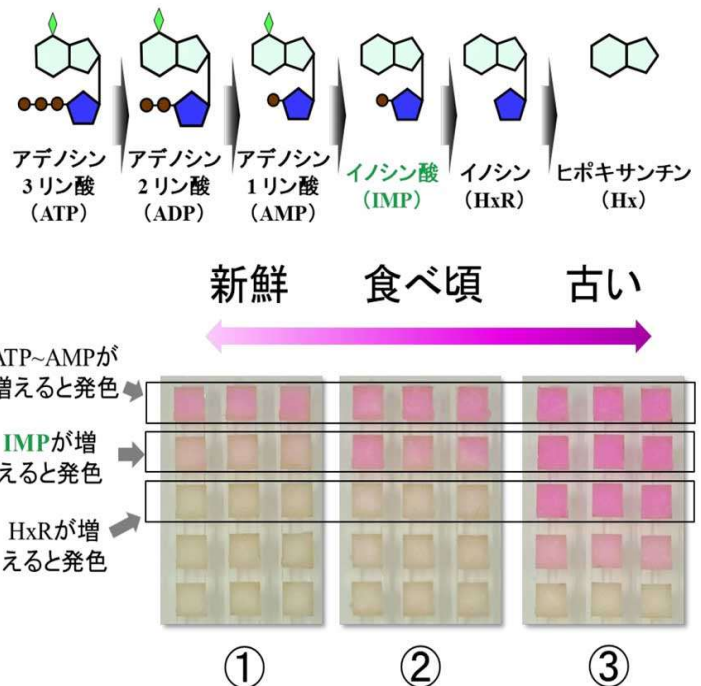 アデノシン
3リン酸
（ATP）
アデノシン
2リン酸
（ADP）
アデノシン
1リン酸
（AMP）
イノシン酸
（IMP）
イノシン
（HxR）
ヒポキサンチン
（Hx）
新鮮
食べ頃
古い
ATP~AMPが
増えると発色
IMPが増
えると発色
HxRが増
えると発色
①
②
③